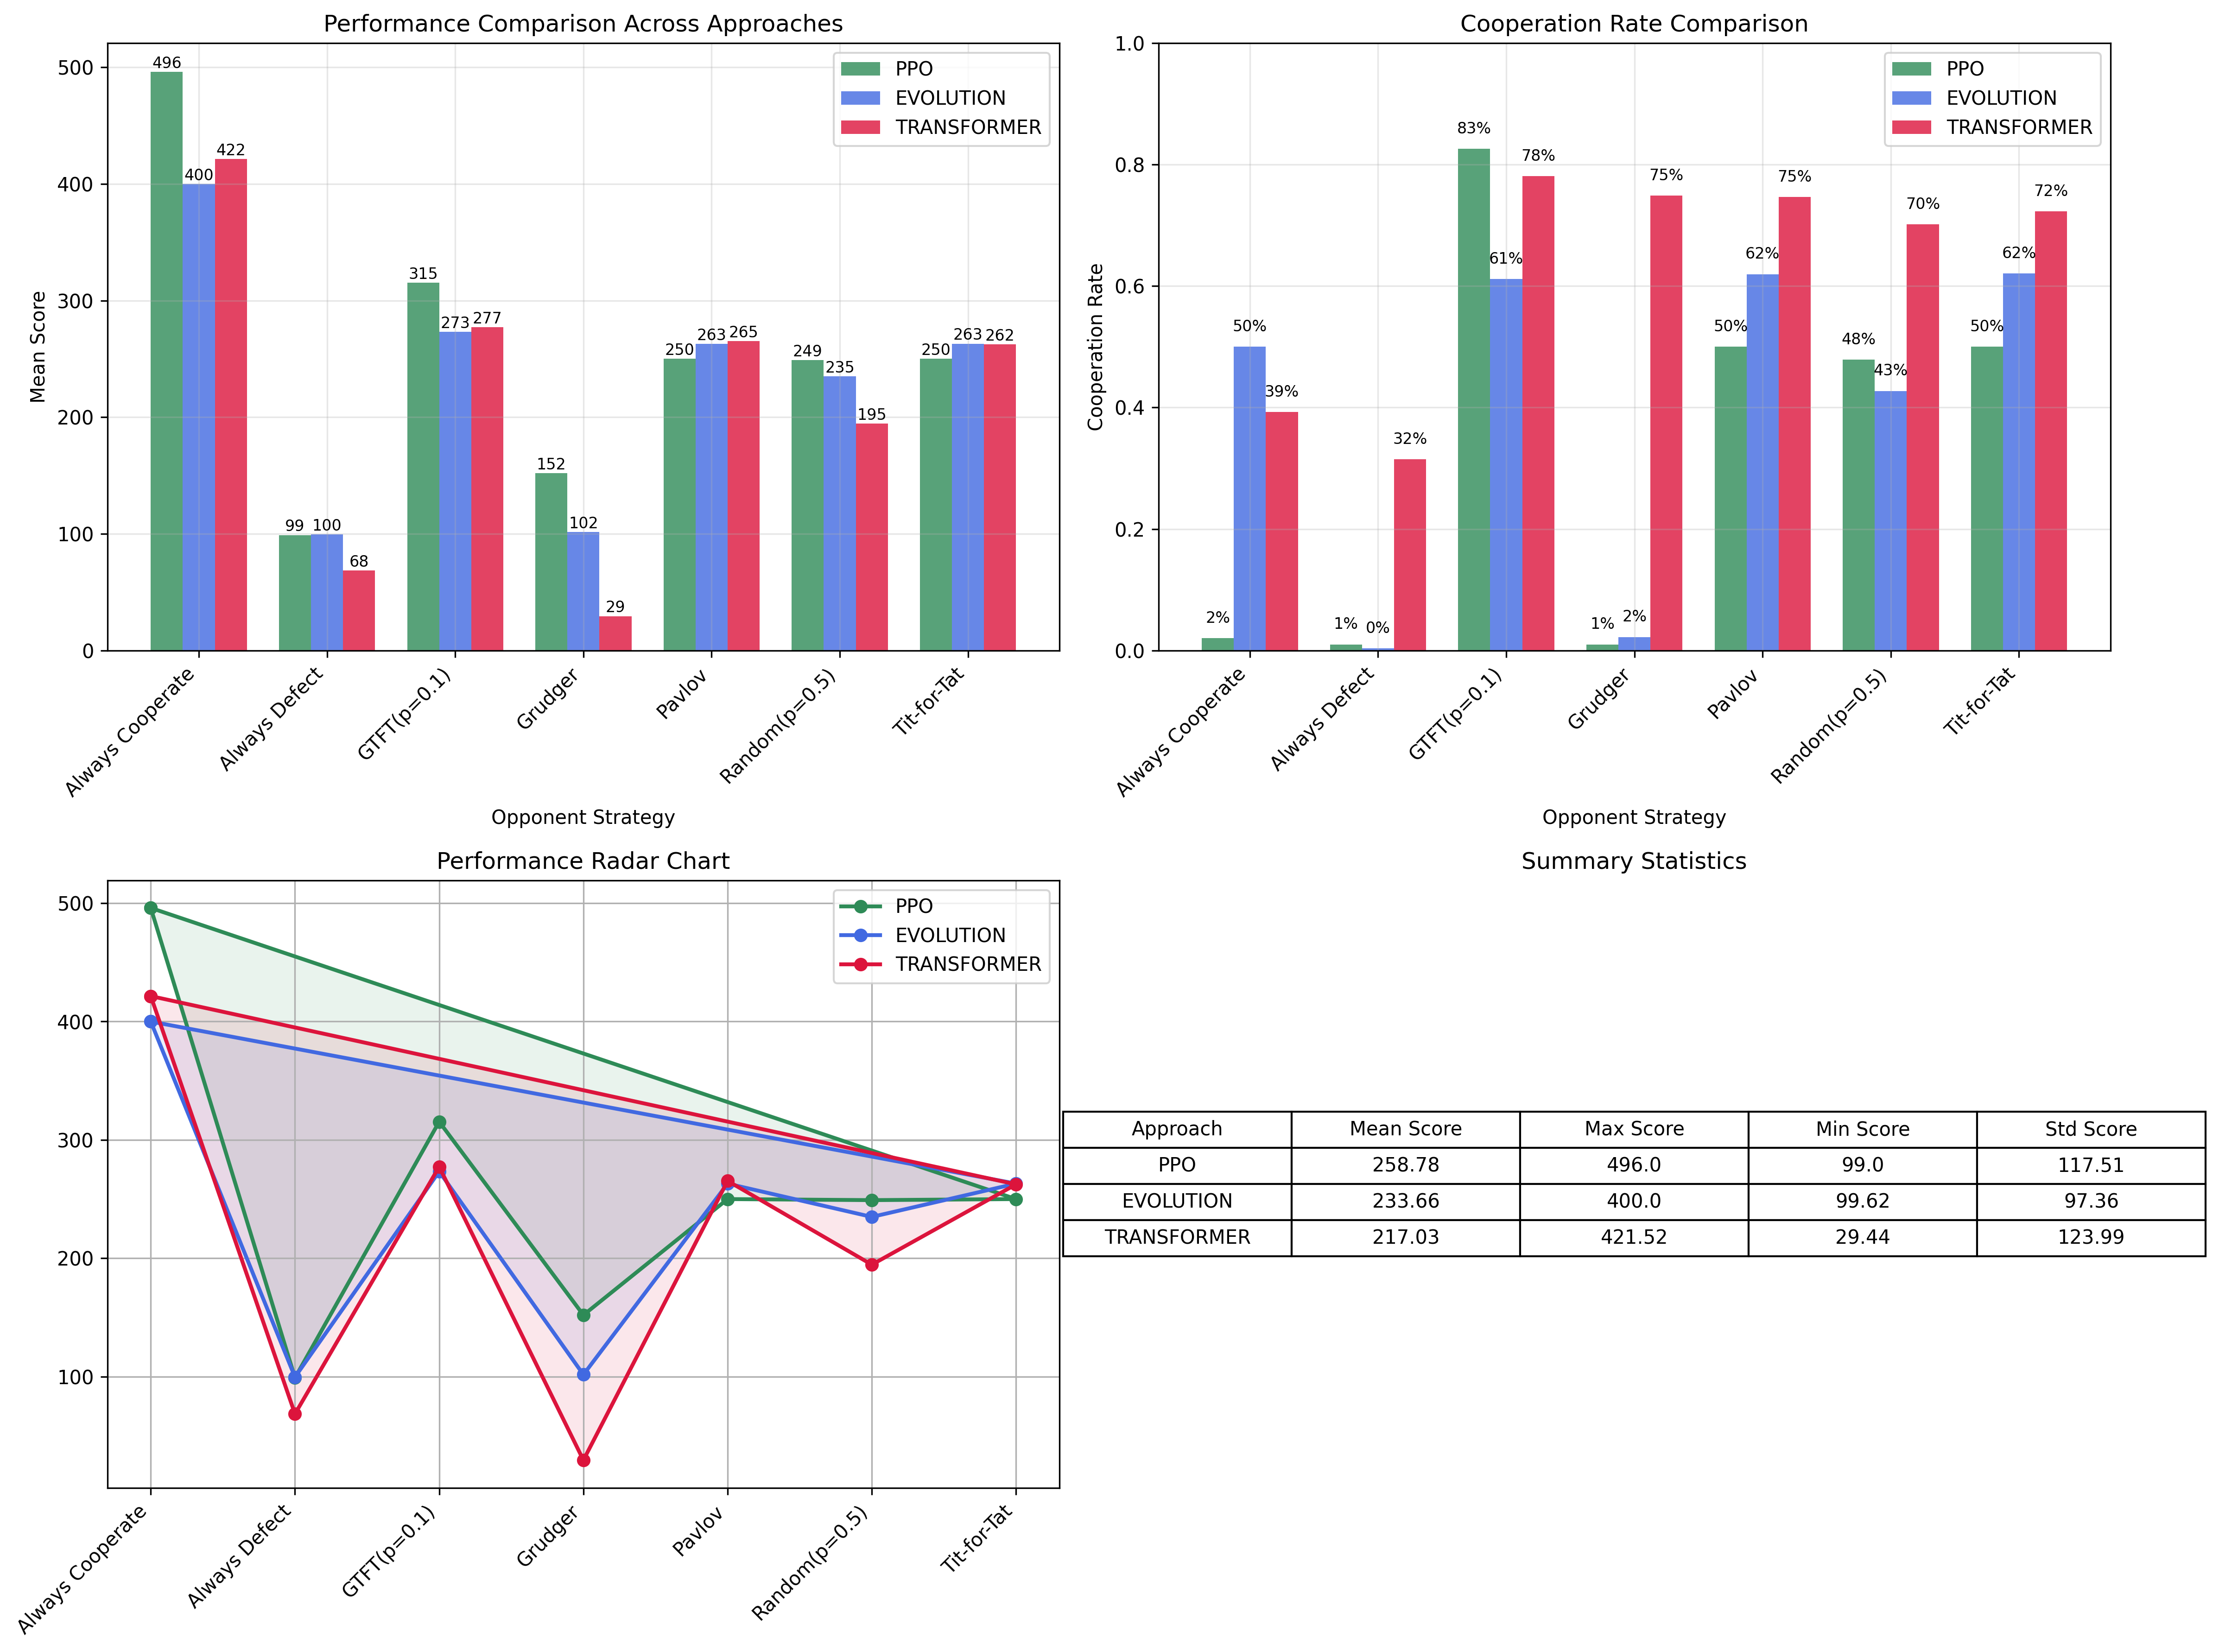 Performance Comparison Across Approaches
Mean Score
500
400
300
200
100
0
496
400
422
99
100
68
315
273
277
152
102
29
250
263
265
249
235
195
250
263
262
PPO
EVOLUTION
TRANSFORMER
Always Cooperate
Always Defect
GTFT(p=0.1)
Grudger
Pavlov
Random(p=0.5)
Tit-for-Tat
Opponent Strategy
Cooperation Rate Comparison
Cooperation Rate
1.0
0.8
0.6
0.4
0.2
0.0
2%
50%
39%
1%
0%
32%
83%
61%
78%
1%
2%
75%
50%
62%
75%
48%
43%
70%
50%
62%
72%
PPO
EVOLUTION
TRANSFORMER
Always Cooperate
Always Defect
GTFT(p=0.1)
Grudger
Pavlov
Random(p=0.5)
Tit-for-Tat
Opponent Strategy
Performance Radar Chart
500
400
300
200
100
PPO
EVOLUTION
TRANSFORMER
Always Cooperate
Always Defect
GTFT(p=0.1)
Grudger
Pavlov
Random(p=0.5)
Tit-for-Tat
Summary Statistics
Approach Mean Score Max Score Min Score Std Score
PPO 258.78 496.0 99.0 117.51
EVOLUTION 233.66 400.0 99.62 97.36
TRANSFORMER 217.03 421.52 29.44 123.99